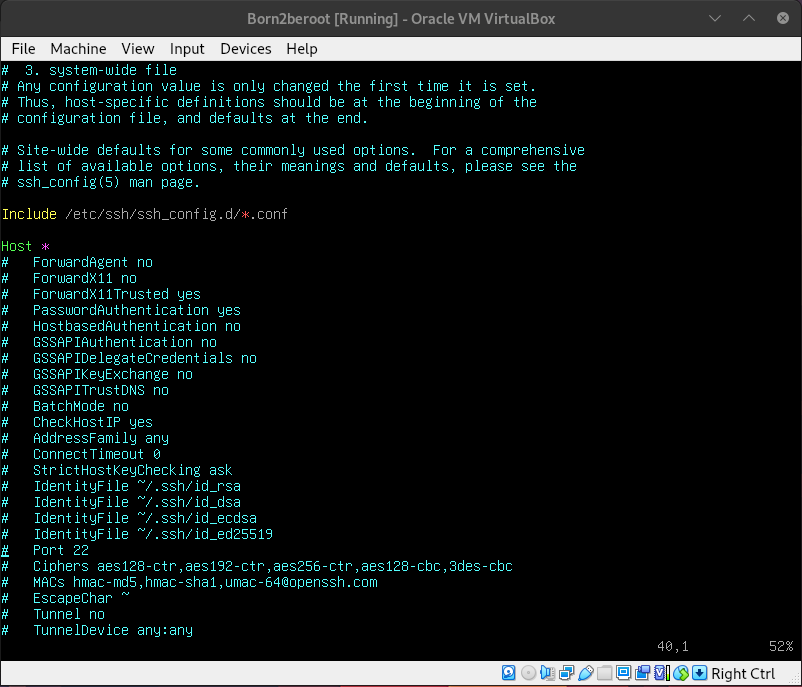 Born2beroot [Running] - Oracle VM VirtualBox
File Machine View Input Devices Help
#  3. system-wide file
# Any configuration value is only changed the first time it is set.
# Thus, host-specific definitions should be at the beginning of the
# configuration file, and defaults at the end.
# Site-wide defaults for some commonly used options.  For a comprehensive
# list of available options, their meanings and defaults, please see the
# ssh_config(5) man page.
Include /etc/ssh/ssh_config.d/*.conf
Host *
#   ForwardAgent no
#   ForwardX11 no
#   ForwardX11Trusted yes
#   PasswordAuthentication yes
#   HostbasedAuthentication no
#   GSSAPIAuthentication no
#   GSSAPIDelegateCredentials no
#   GSSAPIKeyExchange no
#   GSSAPITrustDNS no
#   BatchMode no
#   CheckHostIP yes
#   AddressFamily any
#   ConnectTimeout 0
#   StrictHostKeyChecking ask
#   IdentityFile ~/.ssh/id_rsa
#   IdentityFile ~/.ssh/id_dsa
#   IdentityFile ~/.ssh/id_ecdsa
#   IdentityFile ~/.ssh/id_ed25519
#   Port 22
#   Ciphers aes128-ctr,aes192-ctr,aes256-ctr,aes128-cbc,3des-cbc
#   MACs hmac-md5,hmac-sha1,umac-64@openssh.com
#   EscapeChar ~
#   Tunnel no
#   TunnelDevice any:any
40,1 52%
Right Ctrl